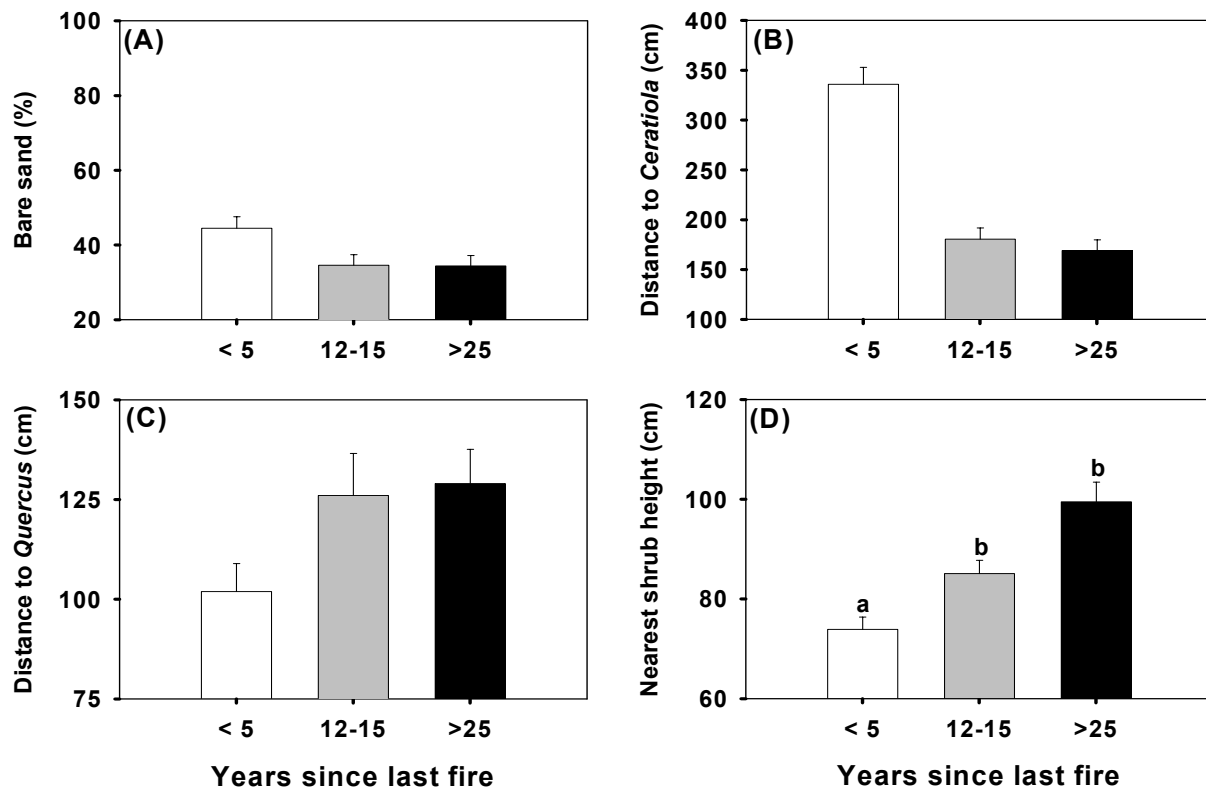 (A)
Bare sand (%)
100
80
60
40
20
< 5 12-15 >25
(B)
Distance to Ceratiola (cm)
400
350
300
250
200
150
100
< 5 12-15 >25
(C)
Distance to Quercus (cm)
150
125
100
75
< 5 12-15 >25
Years since last fire
(D)
Nearest shrub height (cm)
120
100
80
60
a
b
b
< 5 12-15 >25
Years since last fire